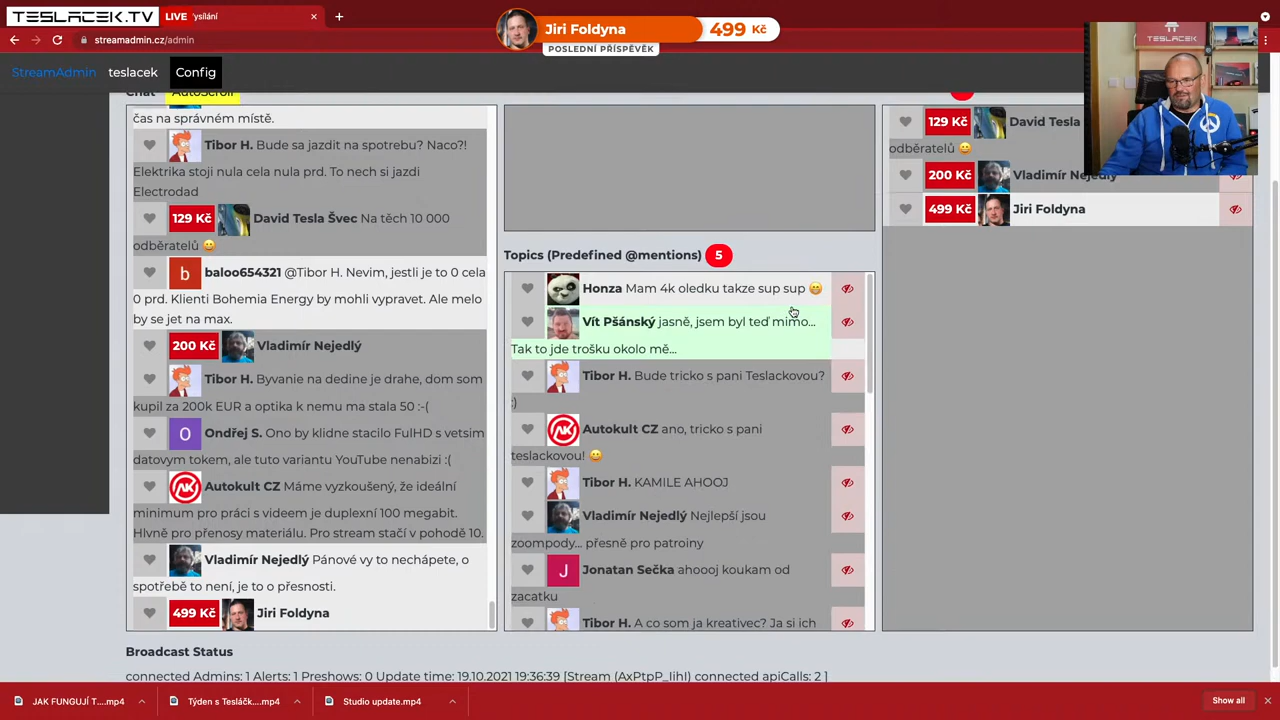 TESLACEK.TV
LIVE
ysílání
streamadmin.cz/admin
Jiri Foldyna
499 Kč
POSLEDNÍ PŘÍSPĚVEK
TESLACEK
StreamAdmin
teslacek
Config
Chat
AutoScroll
čas na správném místě.
Tibor H. Bude sa jazdit na spotrebu? Naco?!
Elektrika stoji nula cela nula prd. To nech si jazdi
Electrodad
129 Kč David Tesla Švec Na těch 10 000
odběratelů
b baloo654321 @Tibor H. Nevim, jestli je to 0 cela
0 prd. Klienti Bohemia Energy by mohli vypravet. Ale melo
by se jet na max.
200 Kč Vladimír Nejedlý
Tibor H. Byvanie na dedine je drahe, dom som
kupil za 200k EUR a optika k nemu ma stala 50 :-(
O Ondřej S. Ono by klidne stacilo FulHD s vetsim
datovym tokem, ale tuto variantu YouTube nenabizi :(
Autokult CZ Máme vyzkoušený, že ideální
minimum pro práci s videem je duplexní 100 megabit.
Hlvně pro přenosy materiálu. Pro stream stačí v pohodě 10.
Vladimír Nejedlý Pánové vy to nechápete, o
spotřebě to není, je to o přesnosti.
499 Kč Jiri Foldyna
Topics (Predefined @mentions) 5
Honza Mam 4k oledku takze sup sup
Vít Pšánský jasně, jsem byl teď mimo...
Tak to jde trošku okolo mě...
Tibor H. Bude tricko s pani Teslackovou?
:)
Autokult CZ ano, tricko s pani
teslackovou!
Tibor H. KAMILE AHOOJ
Vladimír Nejedlý Nejlepší jsou
zoompody... přesně pro patroiny
J Jonatan Sečka ahoooj koukam od
zacatku
Tibor H. A co som ja kreativec? Ja si ich
129 Kč David Tesla
odběratelů
200 Kč Vladimír Nejedlý
499 Kč Jiri Foldyna
Broadcast Status
connected Admins: 1 Alerts: 1 Preshows: 0 Update time: 19.10.2021 19:36:39 [Stream (AxPtpP_IihI) connected apiCalls: 2 ]
JAK FUNGUJÍ T....mp4
Týden s Tesláčk....mp4
Studio update.mp4
Show all